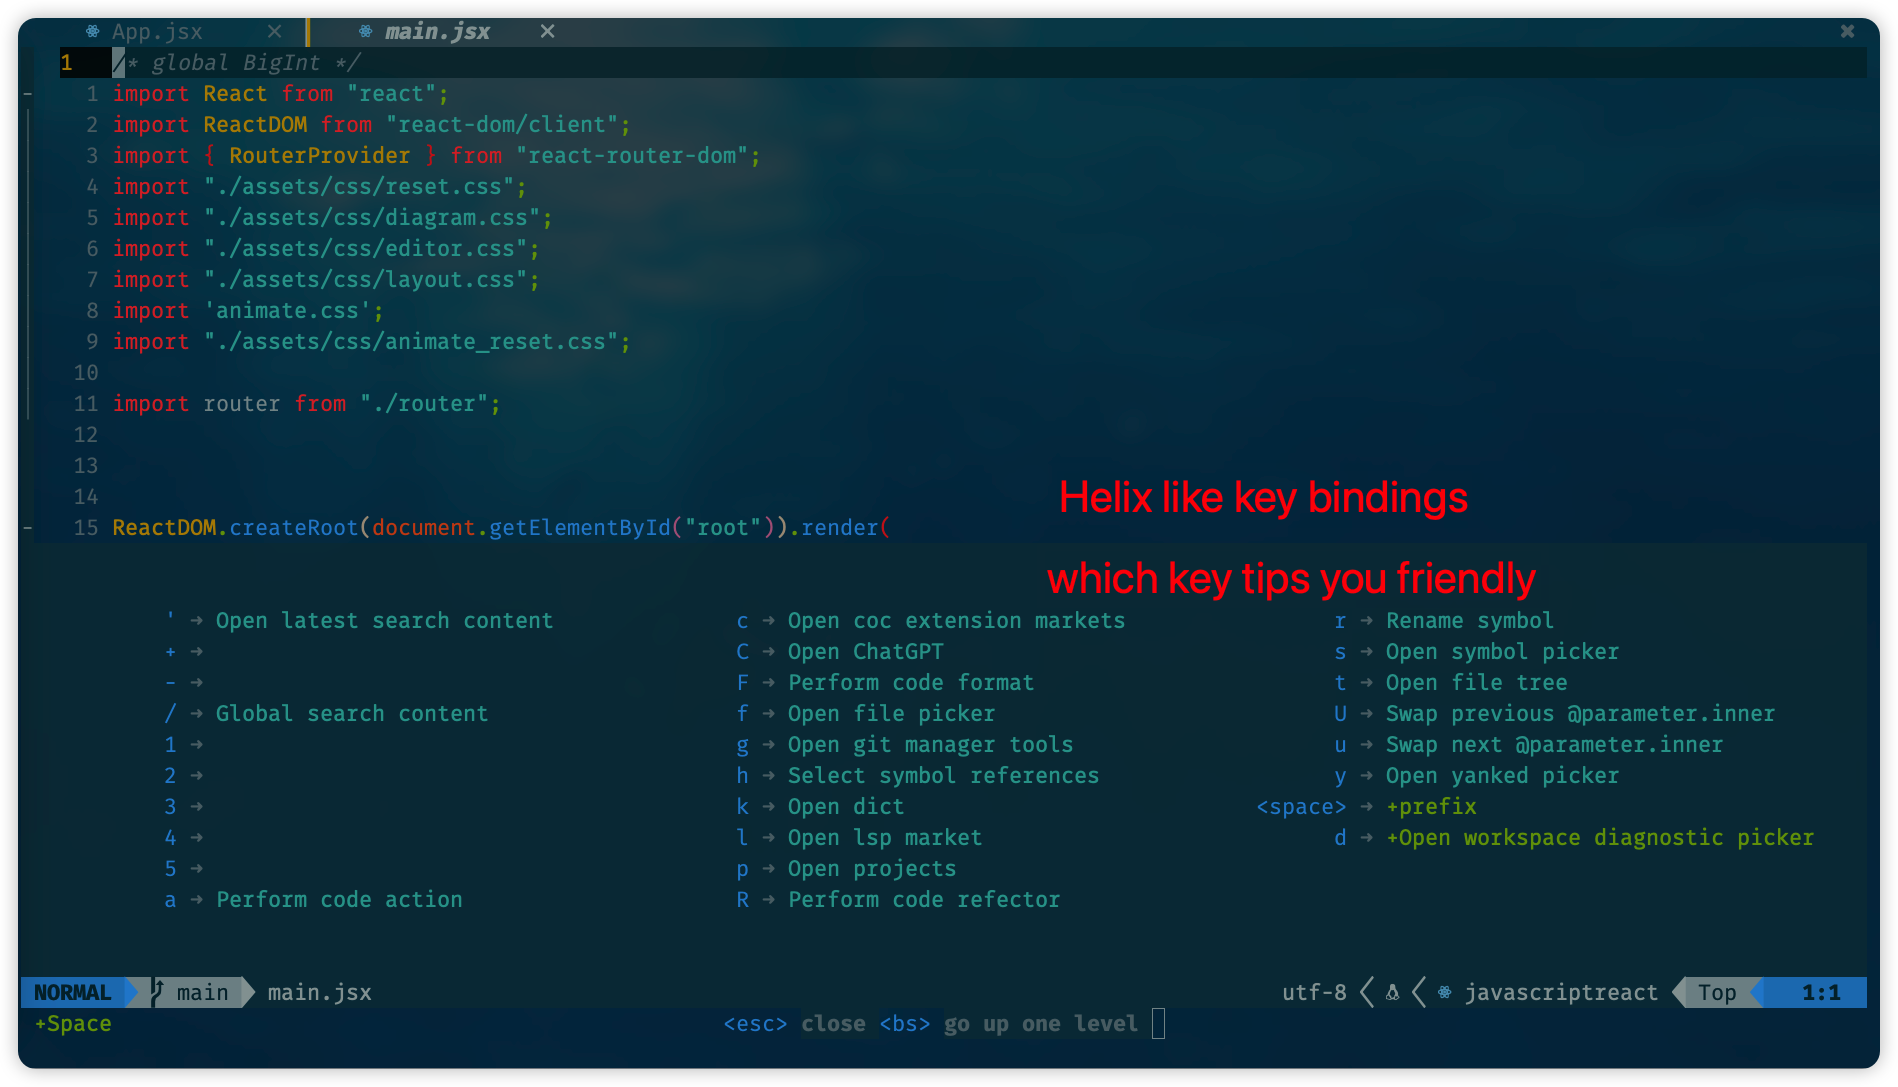 App.jsx × main.jsx × ✖
1 /* global BigInt */
1 import React from "react";
2 import ReactDOM from "react-dom/client";
3 import { RouterProvider } from "react-router-dom";
4 import "./assets/css/reset.css";
5 import "./assets/css/diagram.css";
6 import "./assets/css/editor.css";
7 import "./assets/css/layout.css";
8 import 'animate.css';
9 import "./assets/css/animate_reset.css";
10
11 import router from "./router";
12
13
14
15 ReactDOM.createRoot(document.getElementById("root")).render(
Helix like key bindings
which key tips you friendly
' → Open latest search content c → Open coc extension markets r → Rename symbol
+ → C → Open ChatGPT s → Open symbol picker
- → F → Perform code format t → Open file tree
/ → Global search content f → Open file picker U → Swap previous @parameter.inner
1 → g → Open git manager tools u → Swap next @parameter.inner
2 → h → Select symbol references y → Open yanked picker
3 → k → Open dict <space> → +prefix
4 → l → Open lsp market d → +Open workspace diagnostic picker
5 → p → Open projects
a → Perform code action R → Perform code refector
NORMAL main main.jsx utf-8 javascriptreact Top 1:1
+Space <esc> close <bs> go up one level